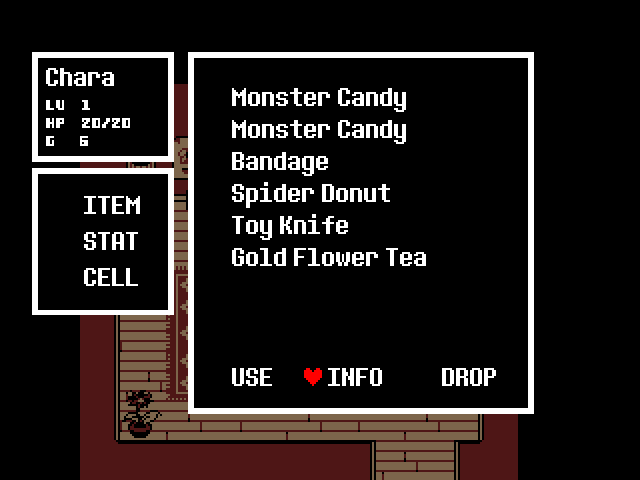 Chara
LV 1
HP 20/20
G 6
ITEM
STAT
CELL
Monster Candy
Monster Candy
Bandage
Spider Donut
Toy Knife
Gold Flower Tea
USE INFO DROP